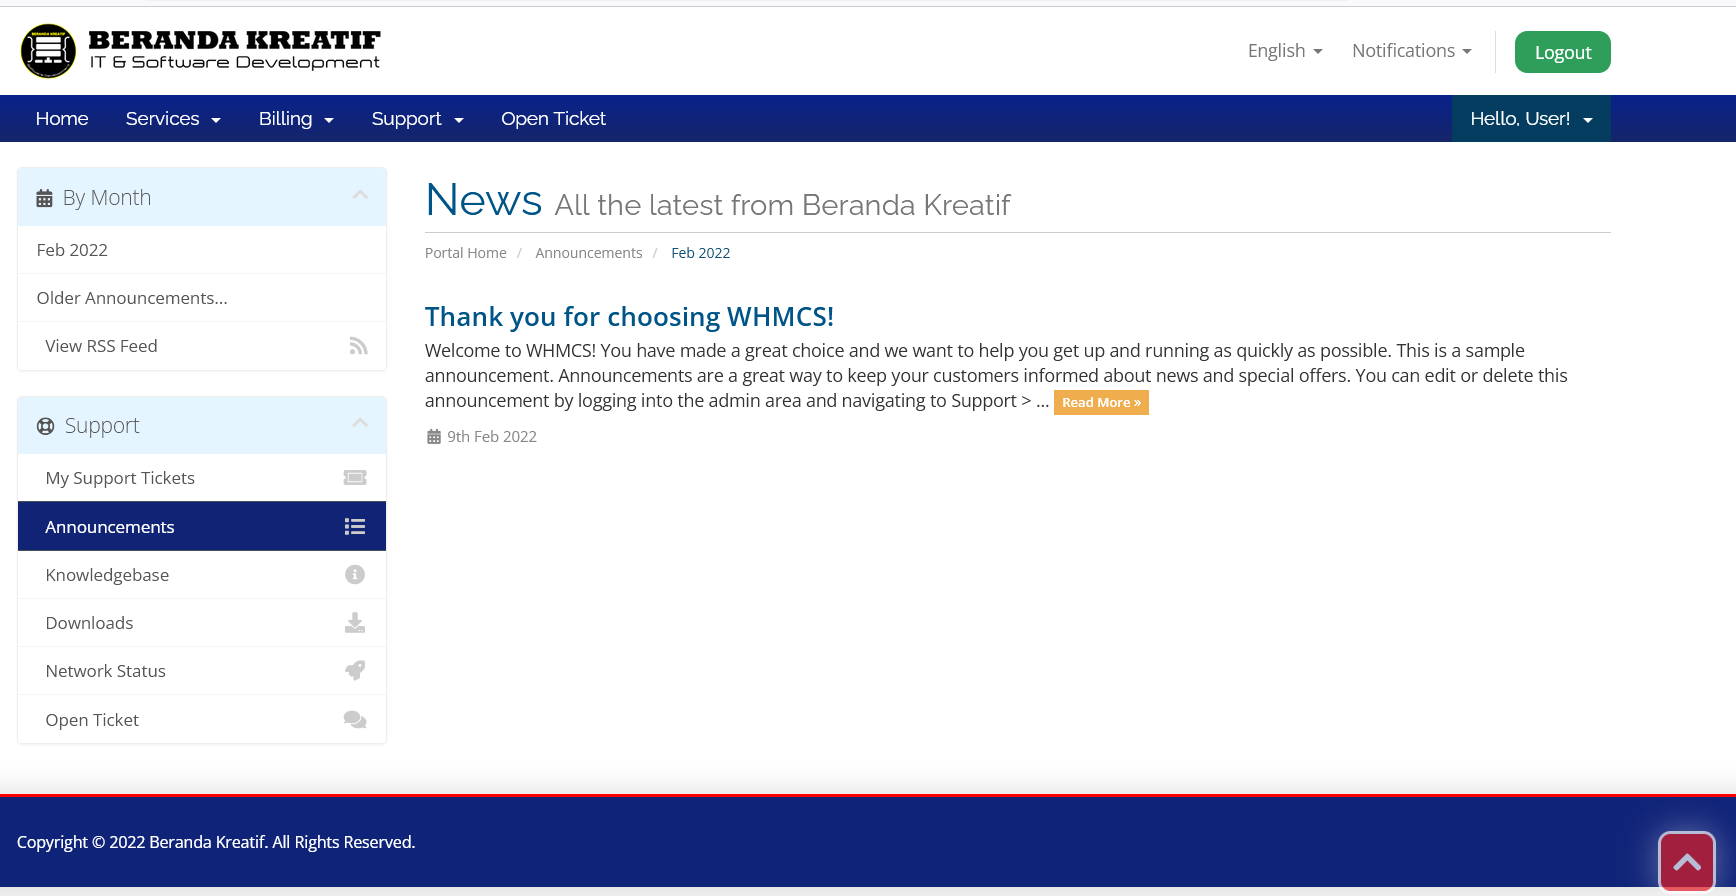 BERANDA KREATIF
BERANDA KREATIF
IT & Software Development
English
Notifications
Logout
Home
Services
Billing
Support
Open Ticket
Hello, User!
By Month
Feb 2022
Older Announcements...
View RSS Feed
Support
My Support Tickets
Announcements
Knowledgebase
Downloads
Network Status
Open Ticket
News All the latest from Beranda Kreatif
Portal Home / Announcements / Feb 2022
Thank you for choosing WHMCS!
Welcome to WHMCS! You have made a great choice and we want to help you get up and running as quickly as possible. This is a sample
announcement. Announcements are a great way to keep your customers informed about news and special offers. You can edit or delete this
announcement by logging into the admin area and navigating to Support > ... Read More »
9th Feb 2022
Copyright © 2022 Beranda Kreatif. All Rights Reserved.